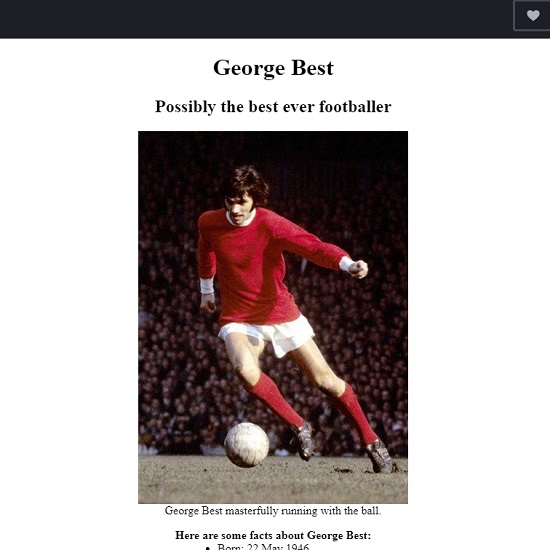 George Best
Possibly the best ever footballer
George Best masterfully running with the ball.
Here are some facts about George Best:
• Born: 22 May 1946